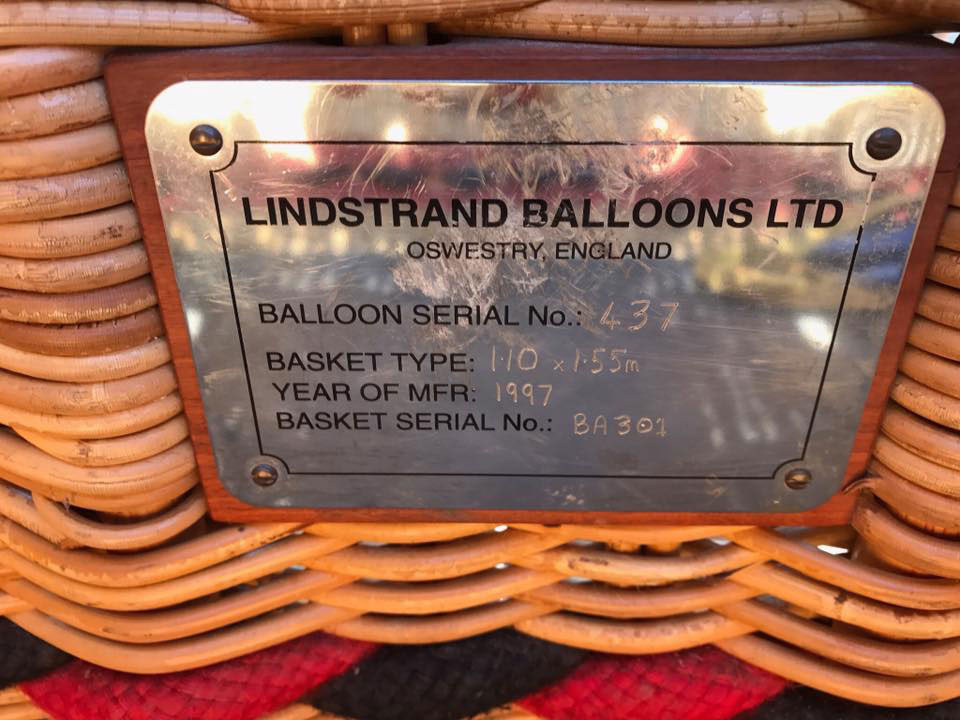 LINDSTRAND BALLOONS LTD
OSWESTRY, ENGLAND
BALLOON SERIAL No.: 437
BASKET TYPE: 1·10 x 1·55m
YEAR OF MFR: 1997
BASKET SERIAL No.: BA301